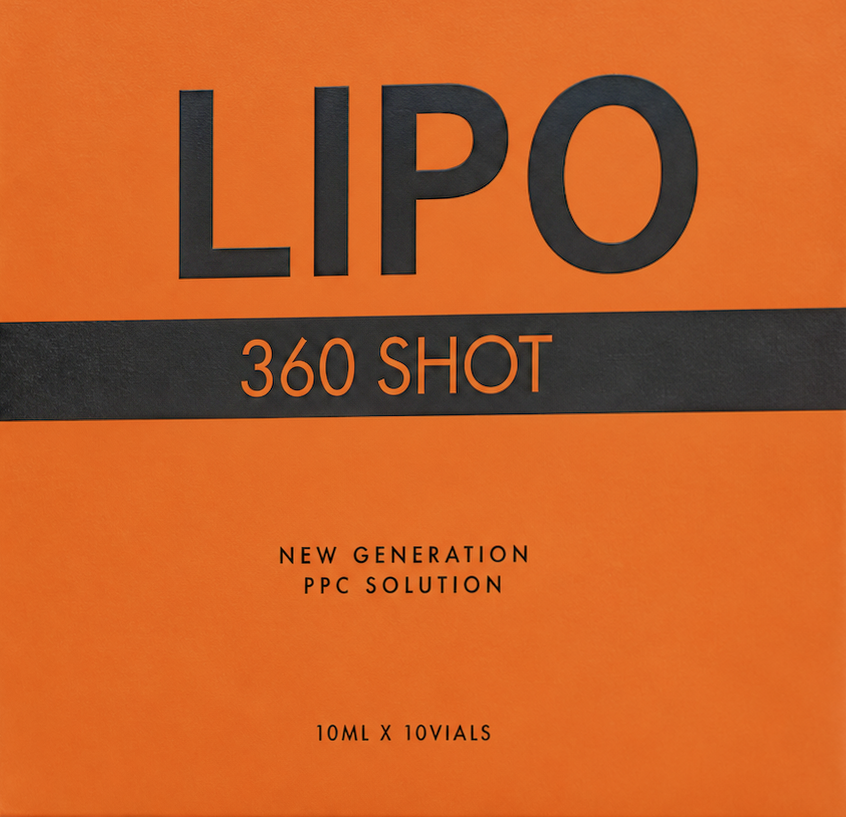 LIPO
360 SHOT
NEW GENERATION
PPC SOLUTION
10ML X 10VIALS